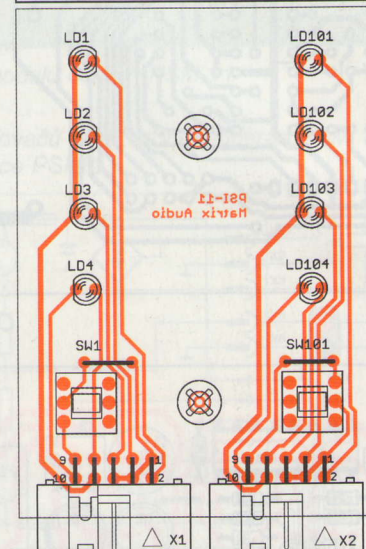 LD1
LD101
LD2
LD102
PSI-11
Matrix Audio
LD3
LD103
LD4
LD104
SW1
SW101
9
1
10
2
9
1
10
2
X1
X2